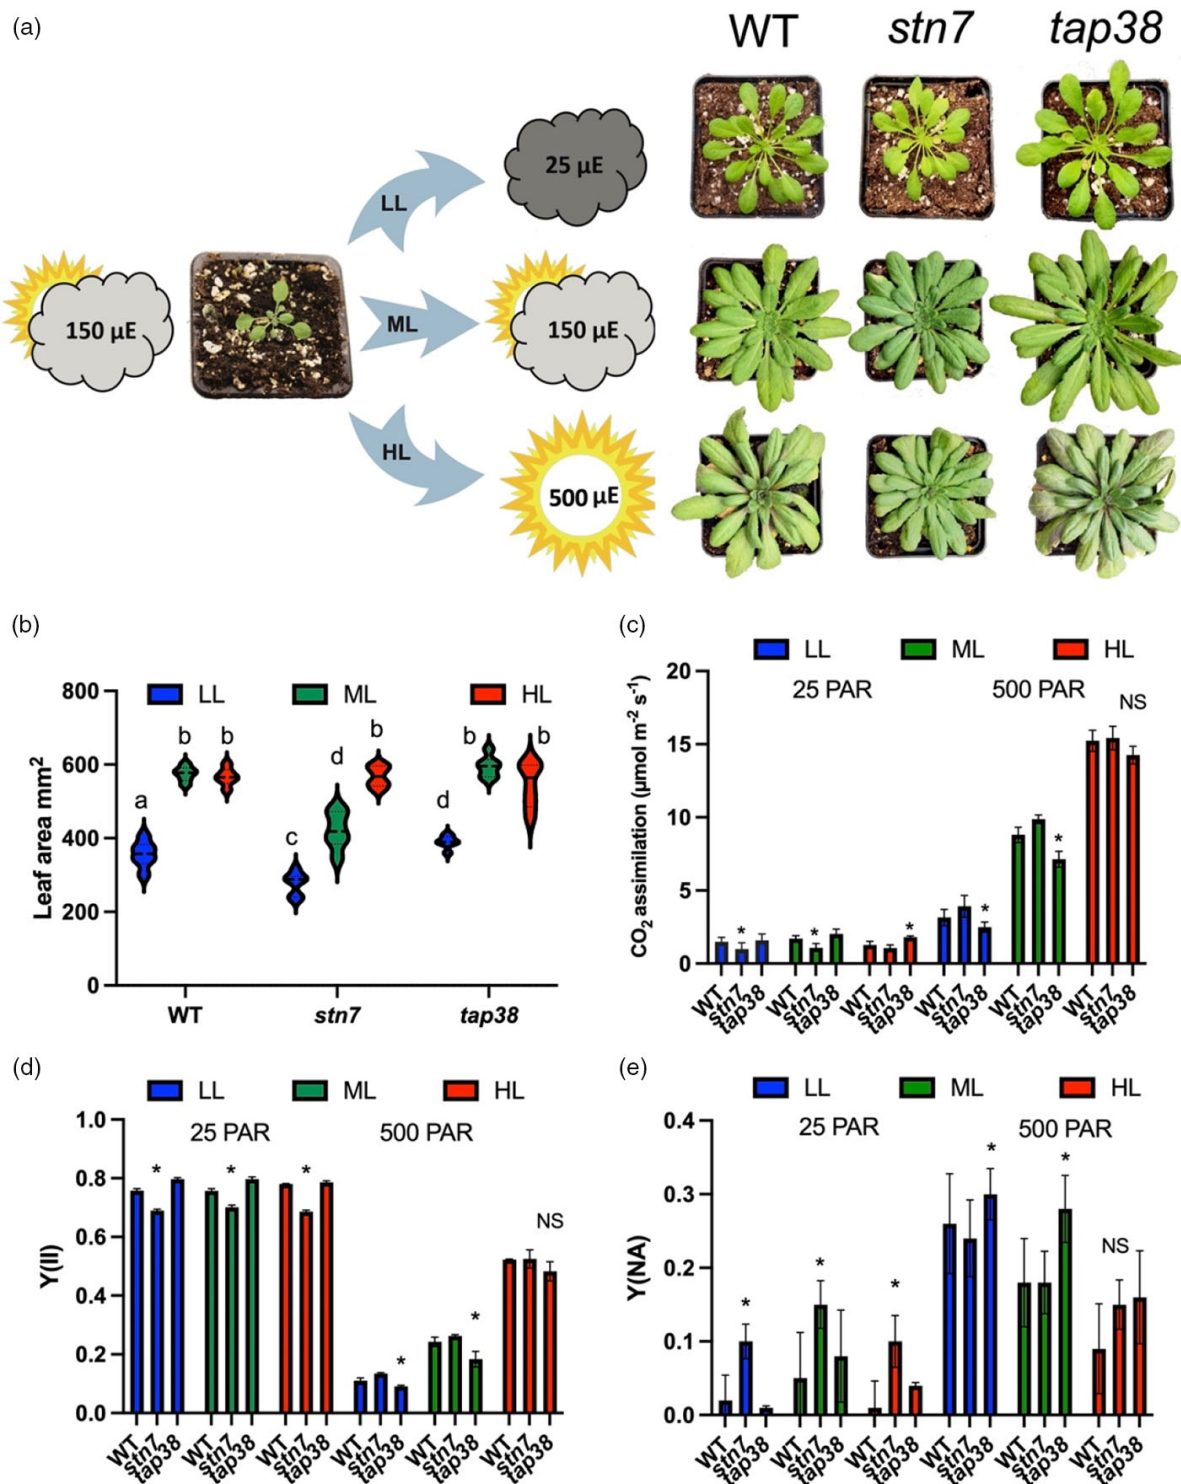 (a)
WT stn7 tap38
25 µE
LL
150 µE
ML
150 µE
HL
500 µE
(b)
LL ML HL
Leaf area mm²
800
600
400
200
0
a b b
c d b
d b b
WT stn7 tap38
(c)
LL ML HL
CO₂ assimilation (µmol m⁻² s⁻¹)
20
15
10
5
0
25 PAR 500 PAR NS
* * * * *
WT stn7 tap38 WT stn7 tap38 WT stn7 tap38 WT stn7 tap38 WT stn7 tap38 WT stn7 tap38
(d)
LL ML HL
Y(II)
1.0
0.8
0.6
0.4
0.2
0.0
25 PAR 500 PAR
* * * * * NS
WT stn7 tap38 WT stn7 tap38 WT stn7 tap38 WT stn7 tap38 WT stn7 tap38 WT stn7 tap38
(e)
LL ML HL
Y(NA)
0.4
0.3
0.2
0.1
0.0
25 PAR 500 PAR
* * * * * NS
WT stn7 tap38 WT stn7 tap38 WT stn7 tap38 WT stn7 tap38 WT stn7 tap38 WT stn7 tap38